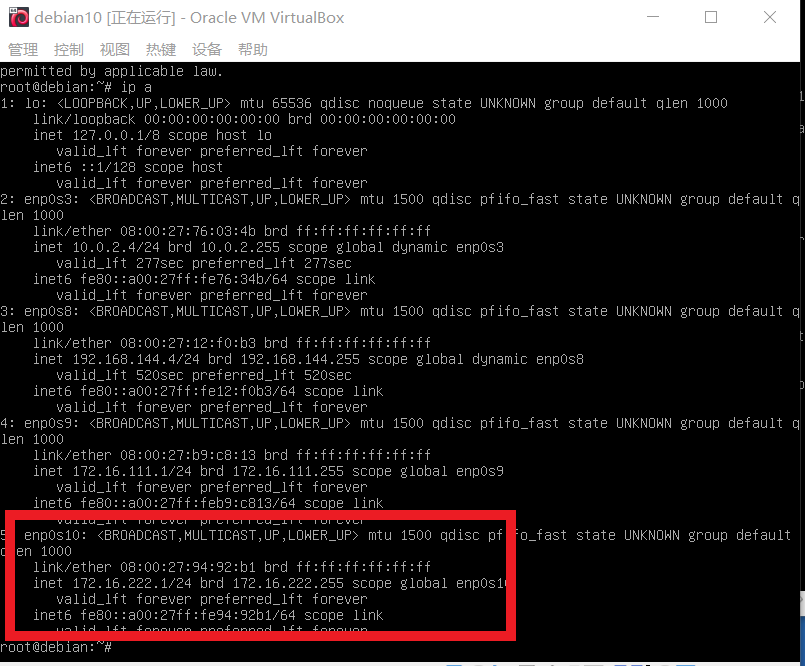 debian10 [正在运行] - Oracle VM VirtualBox
管理 控制 视图 热键 设备 帮助
permitted by applicable law.
root@debian:~# ip a
1: lo: <LOOPBACK,UP,LOWER_UP> mtu 65536 qdisc noqueue state UNKNOWN group default qlen 1000
link/loopback 00:00:00:00:00:00 brd 00:00:00:00:00:00
inet 127.0.0.1/8 scope host lo
valid_lft forever preferred_lft forever
inet6 ::1/128 scope host
valid_lft forever preferred_lft forever
2: enp0s3: <BROADCAST,MULTICAST,UP,LOWER_UP> mtu 1500 qdisc pfifo_fast state UNKNOWN group default q
len 1000
link/ether 08:00:27:76:03:4b brd ff:ff:ff:ff:ff:ff
inet 10.0.2.4/24 brd 10.0.2.255 scope global dynamic enp0s3
valid_lft 277sec preferred_lft 277sec
inet6 fe80::a00:27ff:fe76:34b/64 scope link
valid_lft forever preferred_lft forever
3: enp0s8: <BROADCAST,MULTICAST,UP,LOWER_UP> mtu 1500 qdisc pfifo_fast state UNKNOWN group default q
len 1000
link/ether 08:00:27:12:f0:b3 brd ff:ff:ff:ff:ff:ff
inet 192.168.144.4/24 brd 192.168.144.255 scope global dynamic enp0s8
valid_lft 520sec preferred_lft 520sec
inet6 fe80::a00:27ff:fe12:f0b3/64 scope link
valid_lft forever preferred_lft forever
4: enp0s9: <BROADCAST,MULTICAST,UP,LOWER_UP> mtu 1500 qdisc pfifo_fast state UNKNOWN group default q
len 1000
link/ether 08:00:27:b9:c8:13 brd ff:ff:ff:ff:ff:ff
inet 172.16.111.1/24 brd 172.16.111.255 scope global enp0s9
valid_lft forever preferred_lft forever
inet6 fe80::a00:27ff:feb9:c813/64 scope link
valid_lft forever preferred_lft forever
5: enp0s10: <BROADCAST,MULTICAST,UP,LOWER_UP> mtu 1500 qdisc pfifo_fast state UNKNOWN group default
qlen 1000
link/ether 08:00:27:94:92:b1 brd ff:ff:ff:ff:ff:ff
inet 172.16.222.1/24 brd 172.16.222.255 scope global enp0s10
valid_lft forever preferred_lft forever
inet6 fe80::a00:27ff:fe94:92b1/64 scope link
valid_lft forever preferred_lft forever
root@debian:~#